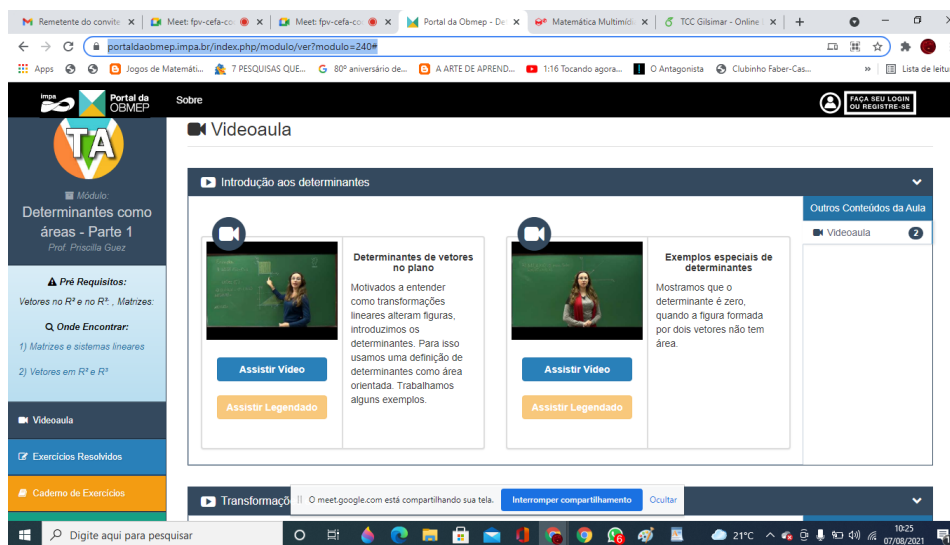 Remetente do convite
Meet: fpv-cefa-co
Meet: fpv-cefa-co
Portal da Obmep - De
Matemática Multimídi
TCC Gilsimar - Online
portaldaobmep.impa.br/index.php/modulo/ver?modulo=240#
Apps
Jogos de Matemáti...
7 PESQUISAS QUE...
80º aniversário de...
A ARTE DE APREND...
1:16 Tocando agora...
O Antagonista
Clubinho Faber-Cas...
»
Lista de leitu
impa
Portal da
OBMEP
Sobre
FAÇA SEU LOGIN
OU REGISTRE-SE
TA
Módulo:
Determinantes como
áreas - Parte 1
Prof. Priscilla Guez
Pré Requisitos:
Vetores no R² e no R³: , Matrizes:
Onde Encontrar:
1) Matrizes e sistemas lineares
2) Vetores em R² e R³
Videoaula
Exercícios Resolvidos
Caderno de Exercícios
Videoaula
Introdução aos determinantes
Determinantes de vetores
no plano
Motivados a entender
como transformações
lineares alteram figuras,
introduzimos os
determinantes. Para isso
usamos uma definição de
determinantes como área
orientada. Trabalhamos
alguns exemplos.
Assistir Vídeo
Assistir Legendado
Exemplos especiais de
determinantes
Mostramos que o
determinante é zero,
quando a figura formada
por dois vetores não tem
área.
Assistir Vídeo
Assistir Legendado
Outros Conteúdos da Aula
Videoaula 2
Transformaçõ
O meet.google.com está compartilhando sua tela.
Interromper compartilhamento
Ocultar
Digite aqui para pesquisar
21°C
10:25
07/08/2021